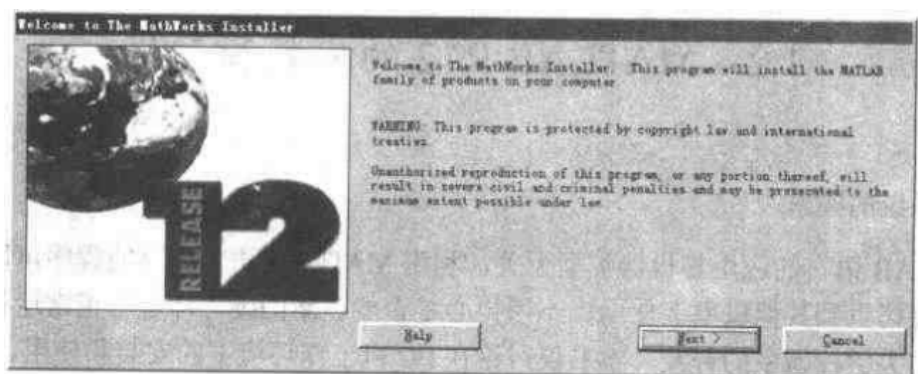 Welcome to The MathWorks Installer
Welcome to The MathWorks Installer. This program will install the MATLAB
family of products on your computer.
WARNING: This program is protected by copyright law and international
treaties.
Unauthorized reproduction of this program, or any portion thereof, will
result in severe civil and criminal penalties and may be prosecuted to the
maximum extent possible under law.
RELEASE
12
Help
Next >
Cancel